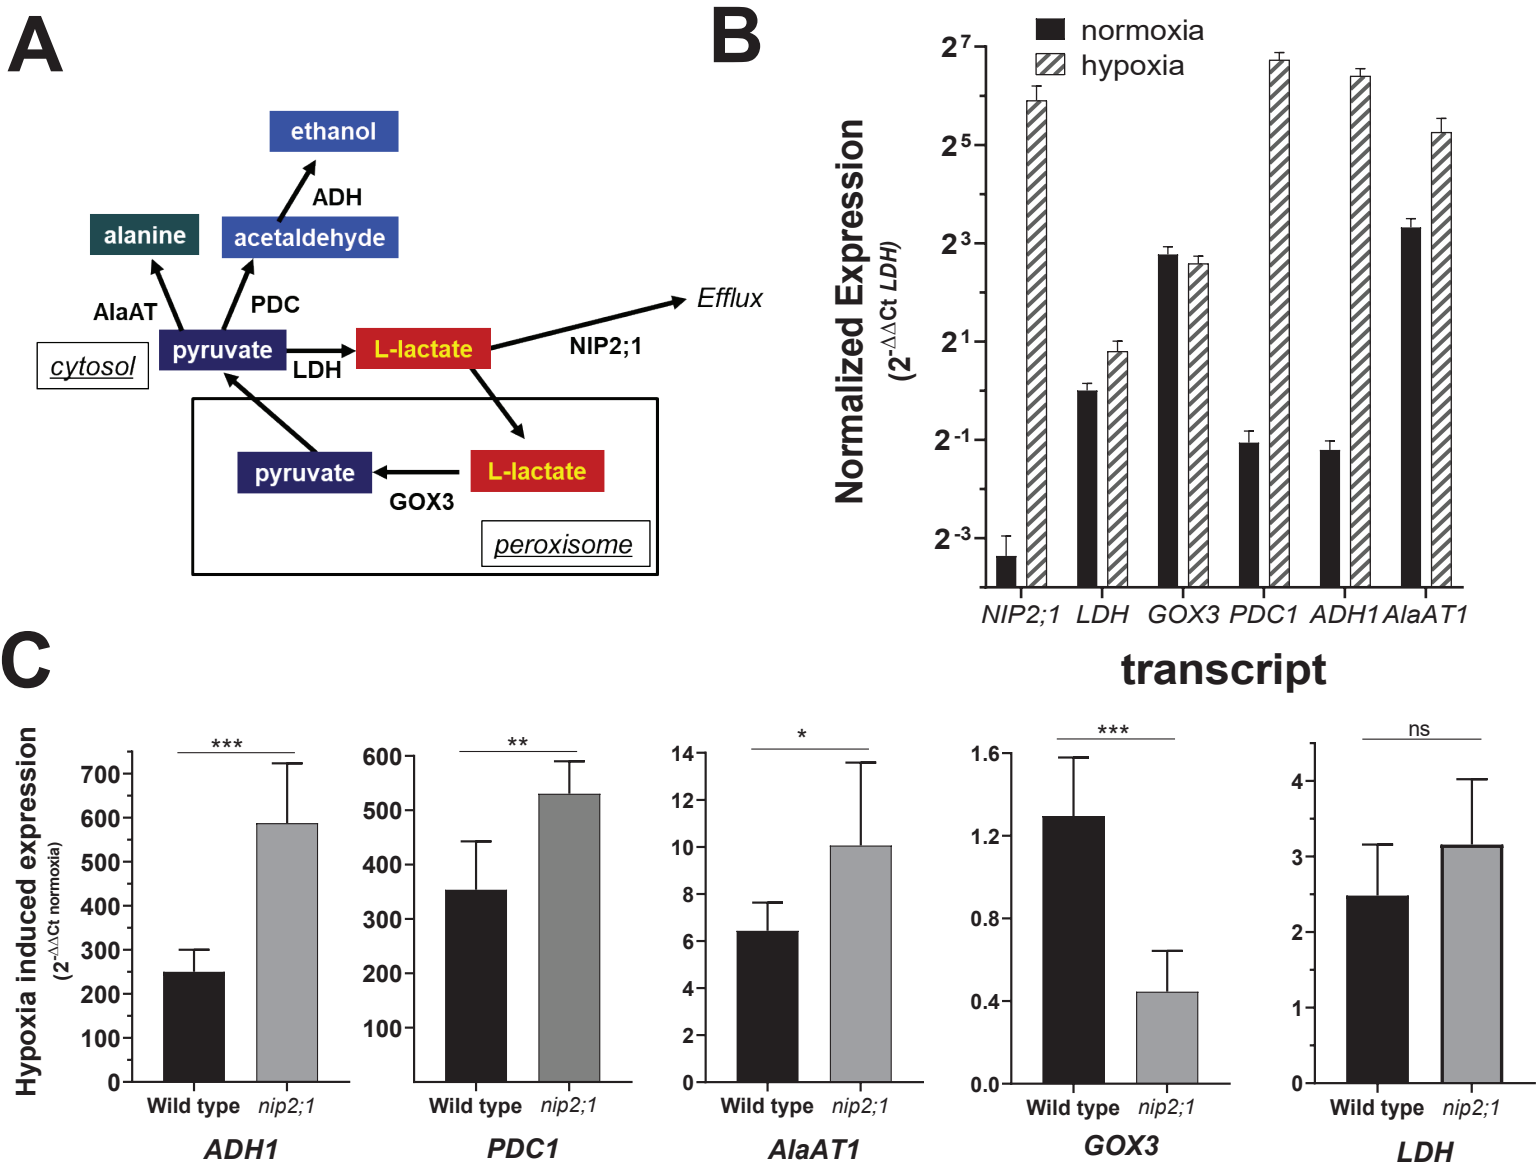 A
ethanol
ADH
alanine
acetaldehyde
AlaAT
PDC
Efflux
pyruvate
L-lactate
LDH
NIP2;1
cytosol
pyruvate
L-lactate
GOX3
peroxisome
B
normoxia
hypoxia
Normalized Expression
(2^-ΔΔCt LDH)
2^7
2^5
2^3
2^1
2^-1
2^-3
NIP2;1 LDH GOX3 PDC1 ADH1 AlaAT1
transcript
C
Hypoxia induced expression
(2^-ΔΔCt normoxia)
***
700
600
500
400
300
200
100
0
Wild type nip2;1
ADH1
**
600
500
400
300
200
100
Wild type nip2;1
PDC1
*
14
12
10
8
6
4
2
0
Wild type nip2;1
AlaAT1
***
1.6
1.2
0.8
0.4
0.0
Wild type nip2;1
GOX3
ns
4
3
2
1
0
Wild type nip2;1
LDH